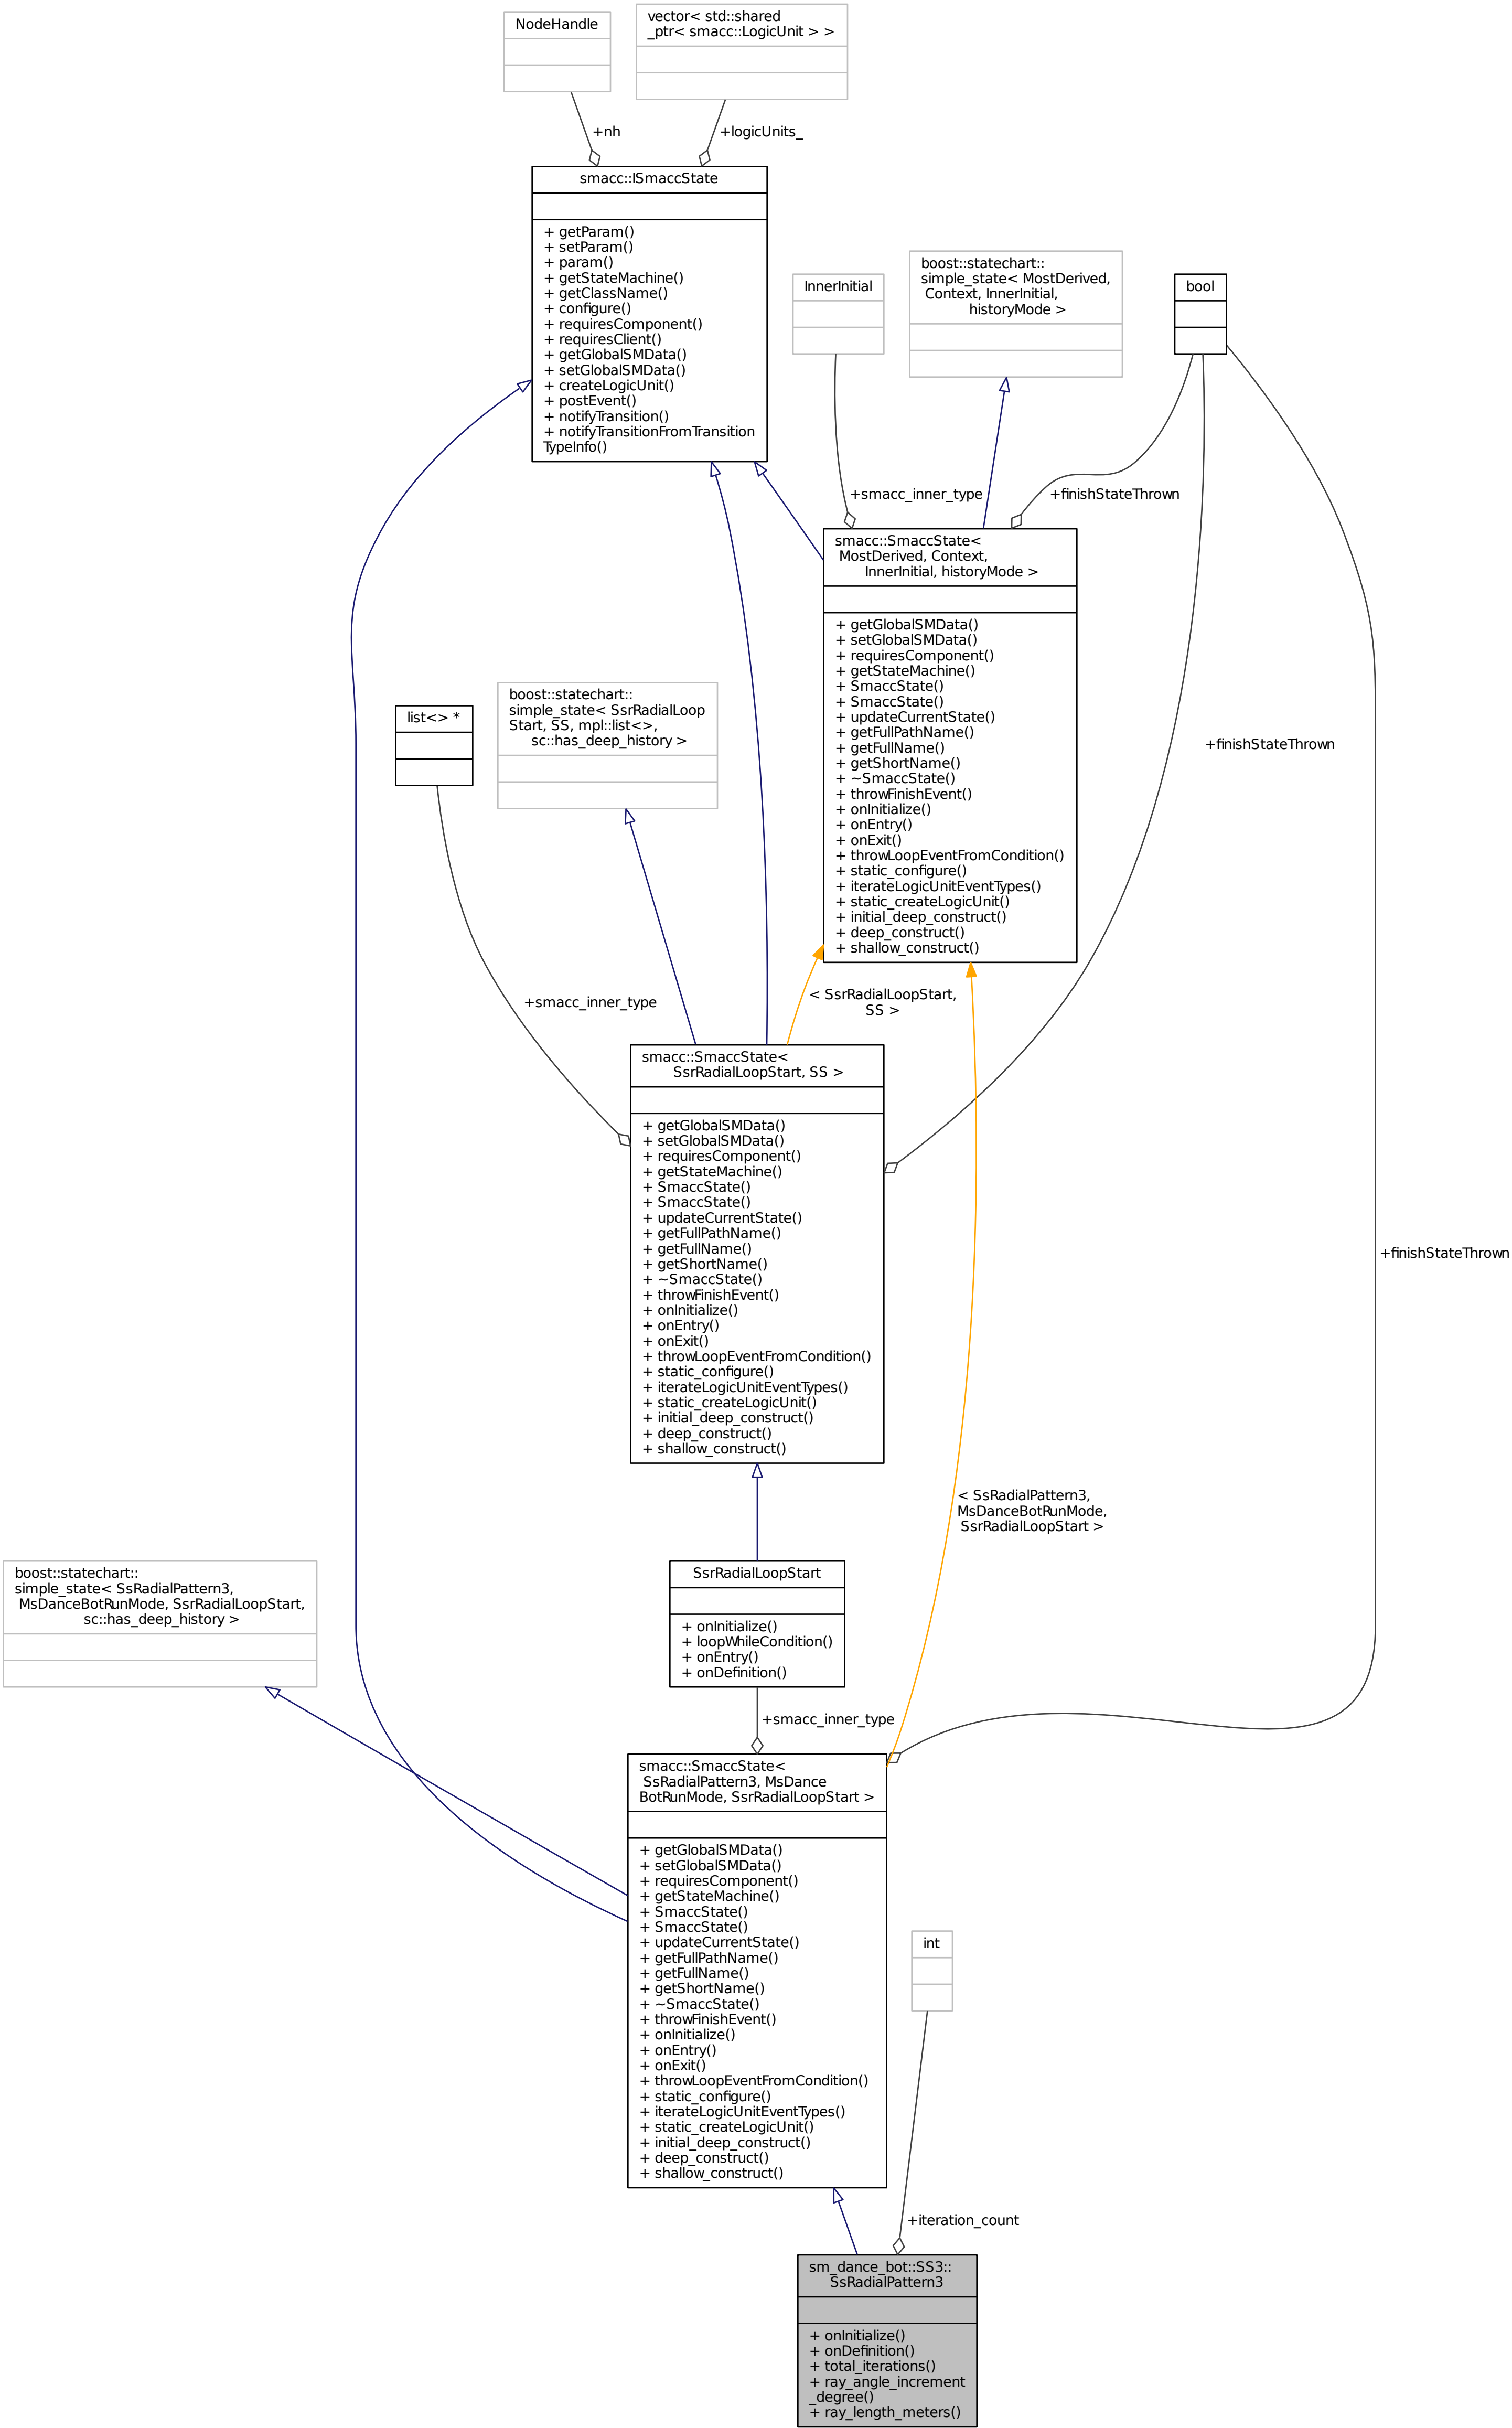 NodeHandle
vector< std::shared
_ptr< smacc::LogicUnit > >
+nh
+logicUnits_
smacc::ISmaccState
+ getParam()
+ setParam()
+ param()
+ getStateMachine()
+ getClassName()
+ configure()
+ requiresComponent()
+ requiresClient()
+ getGlobalSMData()
+ setGlobalSMData()
+ createLogicUnit()
+ postEvent()
+ notifyTransition()
+ notifyTransitionFromTransition
TypeInfo()
InnerInitial
boost::statechart::
simple_state< MostDerived,
Context, InnerInitial,
historyMode >
bool
+smacc_inner_type
+finishStateThrown
smacc::SmaccState<
MostDerived, Context,
InnerInitial, historyMode >
+ getGlobalSMData()
+ setGlobalSMData()
+ requiresComponent()
+ getStateMachine()
+ SmaccState()
+ SmaccState()
+ updateCurrentState()
+ getFullPathName()
+ getFullName()
+ getShortName()
+ ~SmaccState()
+ throwFinishEvent()
+ onInitialize()
+ onEntry()
+ onExit()
+ throwLoopEventFromCondition()
+ static_configure()
+ iterateLogicUnitEventTypes()
+ static_createLogicUnit()
+ initial_deep_construct()
+ deep_construct()
+ shallow_construct()
list<> *
boost::statechart::
simple_state< SsrRadialLoop
Start, SS, mpl::list<>,
sc::has_deep_history >
+finishStateThrown
+smacc_inner_type
< SsrRadialLoopStart,
SS >
smacc::SmaccState<
SsrRadialLoopStart, SS >
+ getGlobalSMData()
+ setGlobalSMData()
+ requiresComponent()
+ getStateMachine()
+ SmaccState()
+ SmaccState()
+ updateCurrentState()
+ getFullPathName()
+ getFullName()
+ getShortName()
+ ~SmaccState()
+ throwFinishEvent()
+ onInitialize()
+ onEntry()
+ onExit()
+ throwLoopEventFromCondition()
+ static_configure()
+ iterateLogicUnitEventTypes()
+ static_createLogicUnit()
+ initial_deep_construct()
+ deep_construct()
+ shallow_construct()
+finishStateThrown
< SsRadialPattern3,
MsDanceBotRunMode,
SsrRadialLoopStart >
boost::statechart::
simple_state< SsRadialPattern3,
MsDanceBotRunMode, SsrRadialLoopStart,
sc::has_deep_history >
SsrRadialLoopStart
+ onInitialize()
+ loopWhileCondition()
+ onEntry()
+ onDefinition()
+smacc_inner_type
smacc::SmaccState<
SsRadialPattern3, MsDance
BotRunMode, SsrRadialLoopStart >
+ getGlobalSMData()
+ setGlobalSMData()
+ requiresComponent()
+ getStateMachine()
+ SmaccState()
+ SmaccState()
+ updateCurrentState()
+ getFullPathName()
+ getFullName()
+ getShortName()
+ ~SmaccState()
+ throwFinishEvent()
+ onInitialize()
+ onEntry()
+ onExit()
+ throwLoopEventFromCondition()
+ static_configure()
+ iterateLogicUnitEventTypes()
+ static_createLogicUnit()
+ initial_deep_construct()
+ deep_construct()
+ shallow_construct()
int
+iteration_count
sm_dance_bot::SS3::
SsRadialPattern3
+ onInitialize()
+ onDefinition()
+ total_iterations()
+ ray_angle_increment
_degree()
+ ray_length_meters()